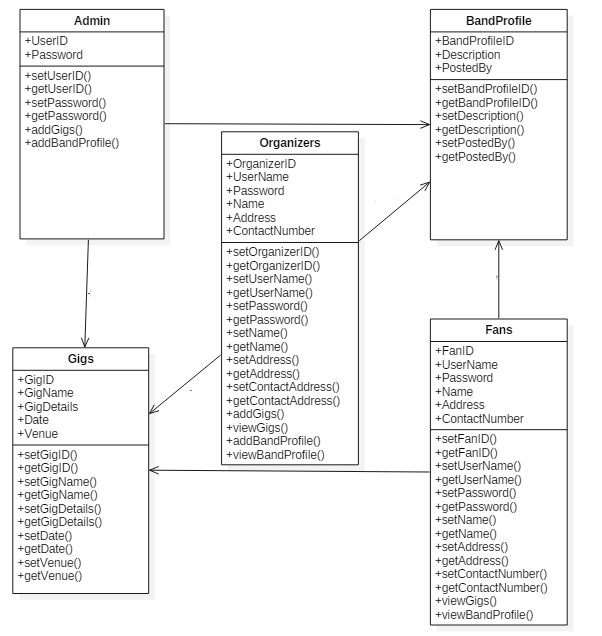 Admin
+UserID
+Password
+setUserID()
+getUserID()
+setPassword()
+getPassword()
+addGigs()
+addBandProfile()
BandProfile
+BandProfileID
+Description
+PostedBy
+setBandProfileID()
+getBandProfileID()
+setDescription()
+getDescription()
+setPostedBy()
+getPostedBy()
Organizers
+OrganizerID
+UserName
+Password
+Name
+Address
+ContactNumber
+setOrganizerID()
+getOrganizerID()
+setUserName()
+getUserName()
+setPassword()
+getPassword()
+setName()
+getName()
+setAddress()
+getAddress()
+setContactAddress()
+getContactAddress()
+addGigs()
+viewGigs()
+addBandProfile()
+viewBandProfile()
Gigs
+GigID
+GigName
+GigDetails
+Date
+Venue
+setGigID()
+getGigID()
+setGigName()
+getGigName()
+setGigDetails()
+getGigDetails()
+setDate()
+getDate()
+setVenue()
+getVenue()
Fans
+FanID
+UserName
+Password
+Name
+Address
+ContactNumber
+setFanID()
+getFanID()
+setUserName()
+getUserName()
+setPassword()
+getPassword()
+setName()
+getName()
+setAddress()
+getAddress()
+setContactNumber()
+getContactNumber()
+viewGigs()
+viewBandProfile()